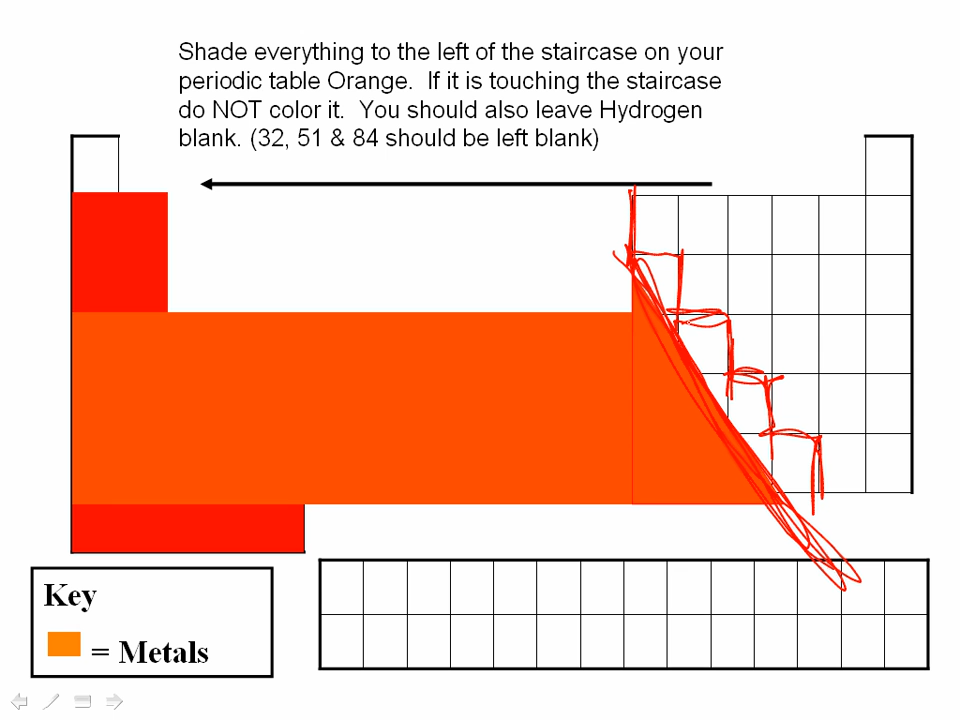 Shade everything to the left of the staircase on your
periodic table Orange.  If it is touching the staircase
do NOT color it.  You should also leave Hydrogen
blank. (32, 51 & 84 should be left blank)
Key
= Metals